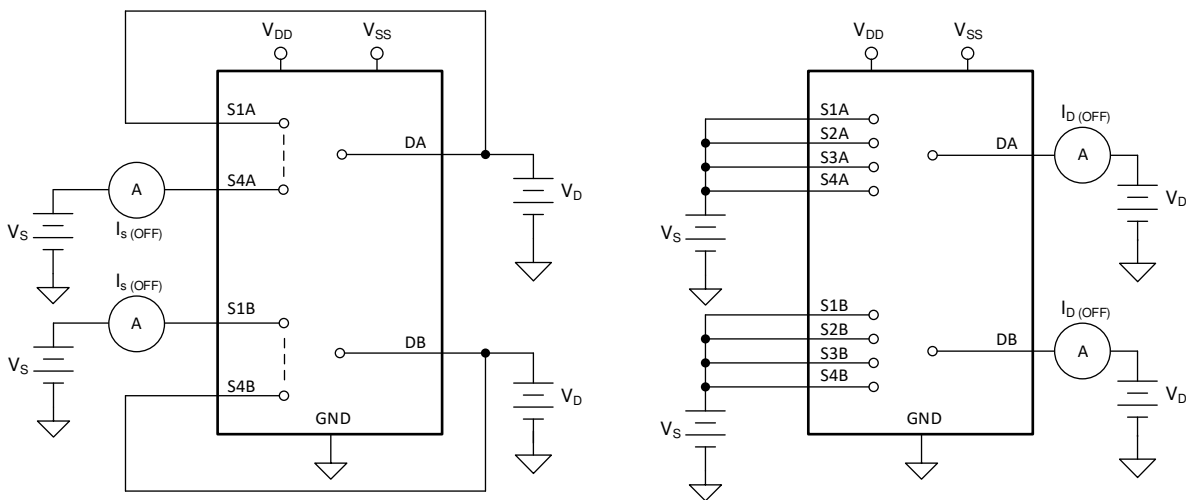 VDD VSS
S1A
DA
A
S4A
VS
Is (OFF)
VD
Is (OFF)
A
S1B
VS
DB
S4B
VD
GND
VDD VSS
S1A
S2A
S3A
S4A
DA
ID (OFF)
A
VS
VD
S1B
S2B
S3B
S4B
DB
ID (OFF)
A
VS
VD
GND